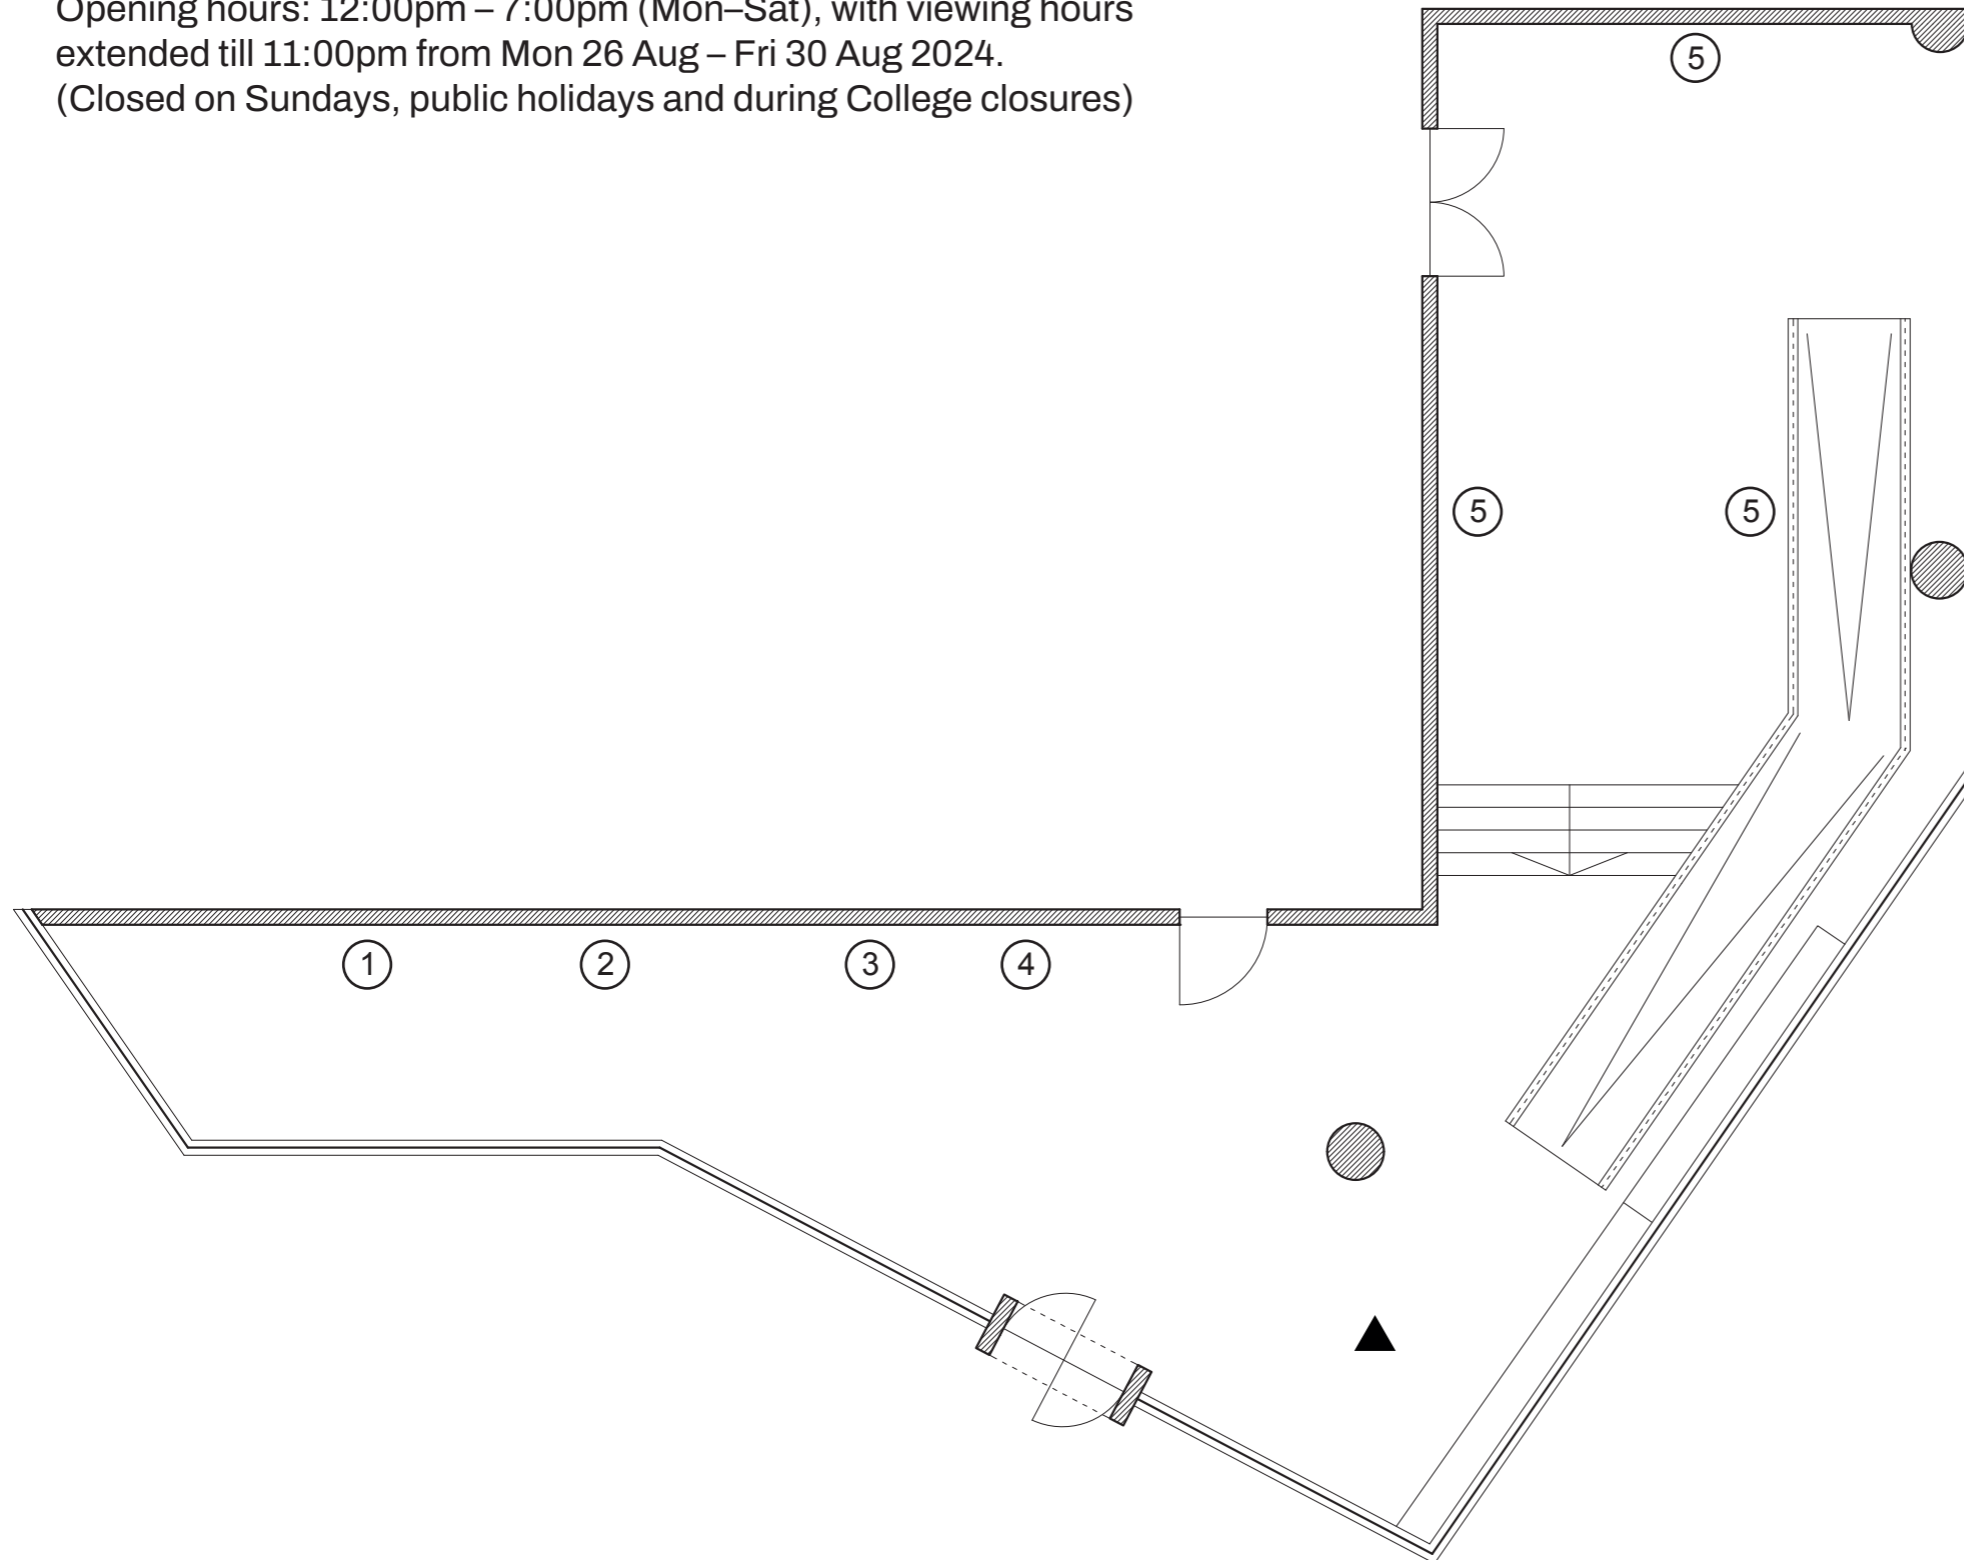 Opening hours: 12:00pm – 7:00pm (Mon–Sat), with viewing hours
extended till 11:00pm from Mon 26 Aug – Fri 30 Aug 2024.
(Closed on Sundays, public holidays and during College closures)
5
5 5
1 2 3 4